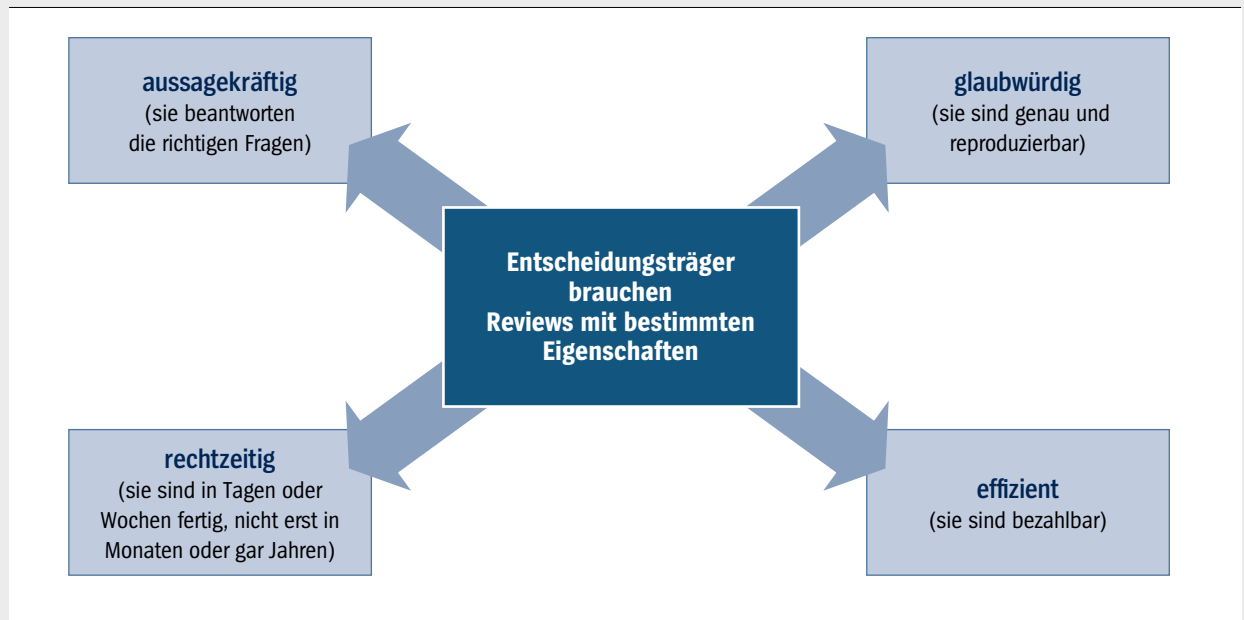 aussagekräftig
(sie beantworten
die richtigen Fragen)
glaubwürdig
(sie sind genau und
reproduzierbar)
Entscheidungsträger
brauchen
Reviews mit bestimmten
Eigenschaften
rechtzeitig
(sie sind in Tagen oder
Wochen fertig, nicht erst in
Monaten oder gar Jahren)
effizient
(sie sind bezahlbar)